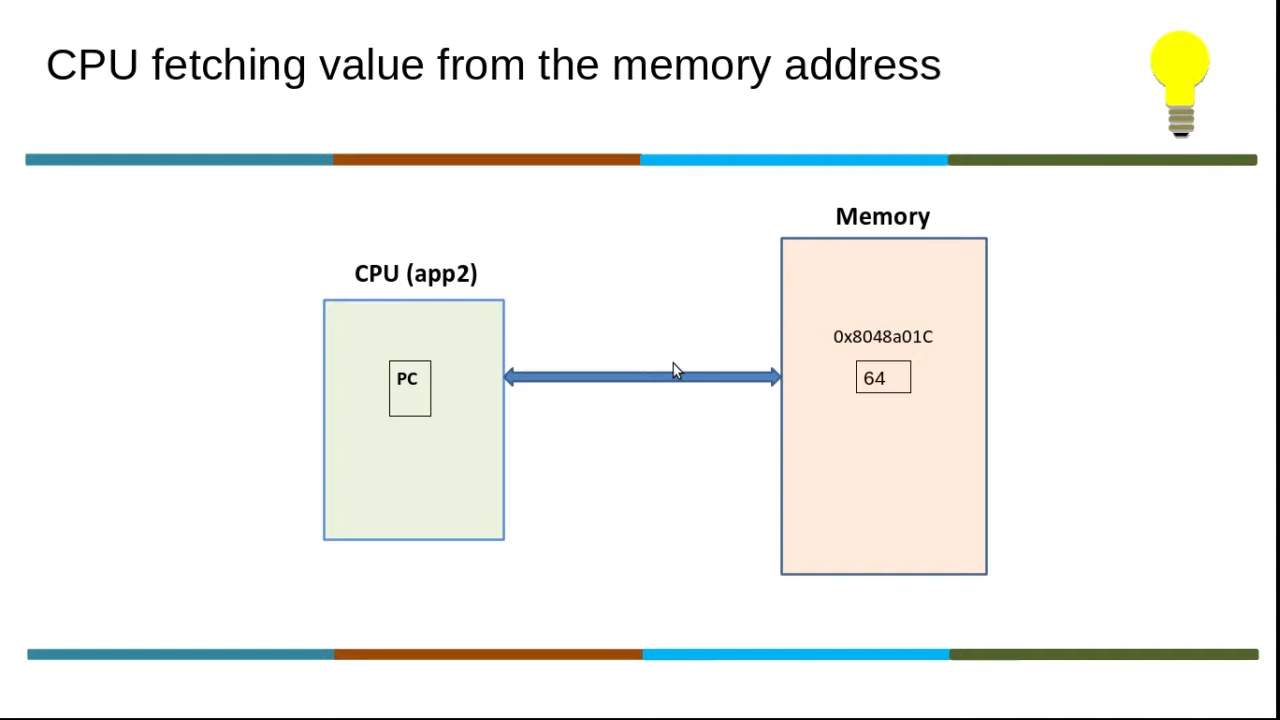 CPU fetching value from the memory address
Memory
CPU (app2)
0x8048a01C
PC
64